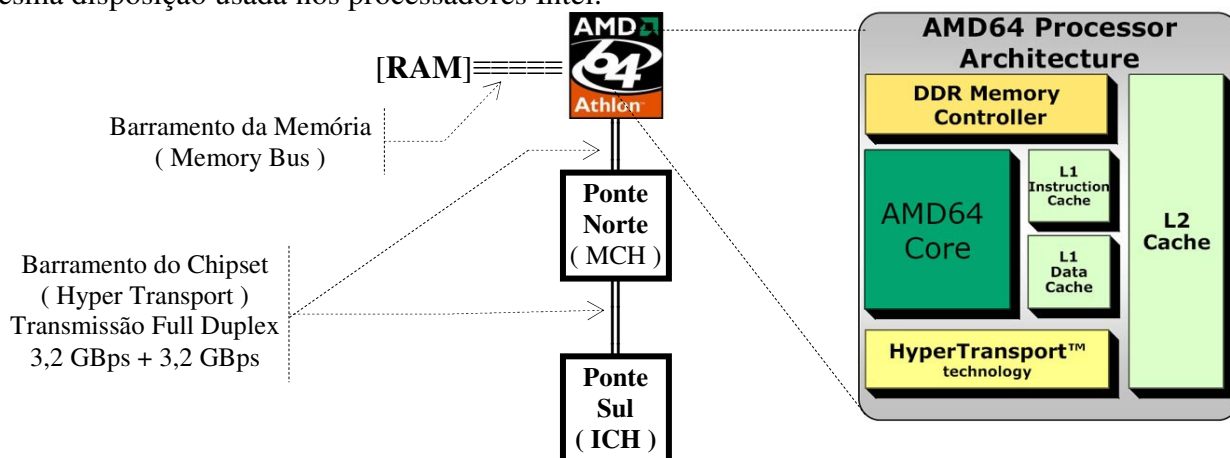 mesma disposição usada nos processadores Intel.
[RAM]≡≡≡≡≡
AMD
64
Athlon™
Barramento da Memória
( Memory Bus )
Ponte
Norte
( MCH )
Barramento do Chipset
( Hyper Transport )
Transmissão Full Duplex
3,2 GBps + 3,2 GBps
Ponte
Sul
( ICH )
AMD64 Processor
Architecture
DDR Memory
Controller
AMD64
Core
L1
Instruction
Cache
L1
Data
Cache
L2
Cache
HyperTransport™
technology